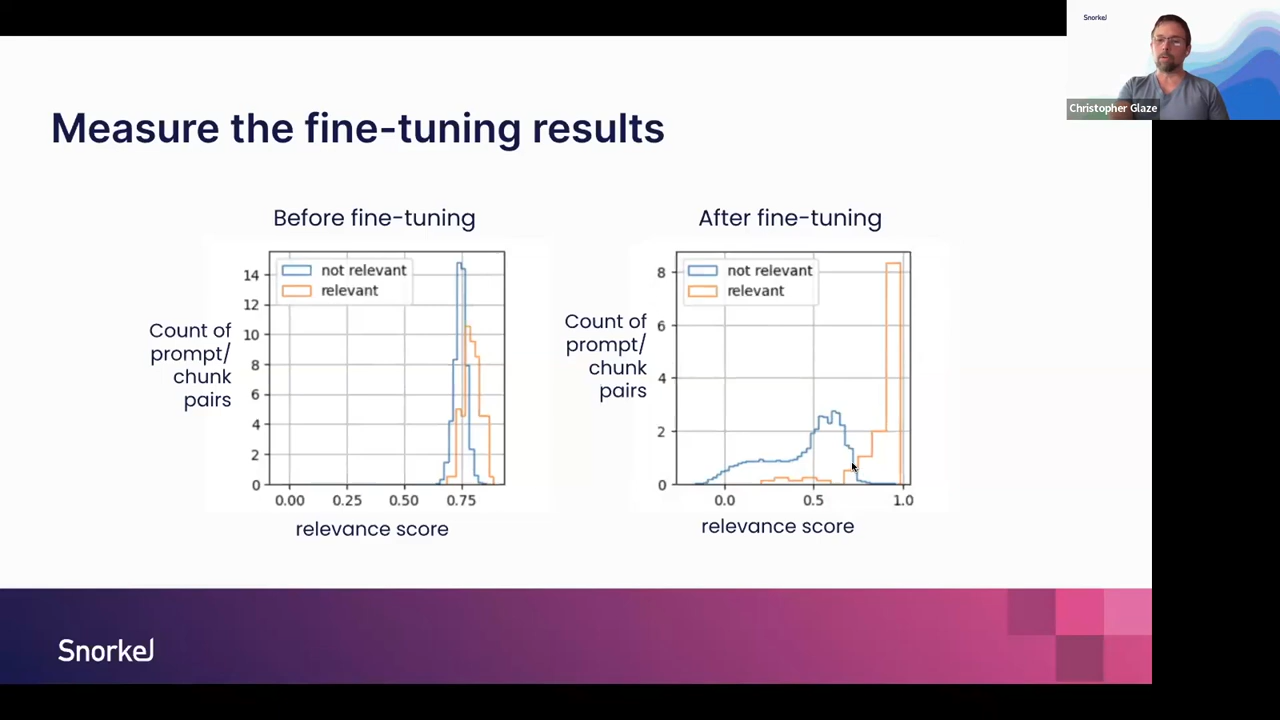 Snorkel
Christopher Glaze
Measure the fine-tuning results
Before fine-tuning
not relevant
relevant
14
12
10
8
6
4
2
0
Count of
prompt/
chunk
pairs
0.00 0.25 0.50 0.75
relevance score
After fine-tuning
not relevant
relevant
8
6
4
2
0
Count of
prompt/
chunk
pairs
0.0 0.5 1.0
relevance score
Snorkel